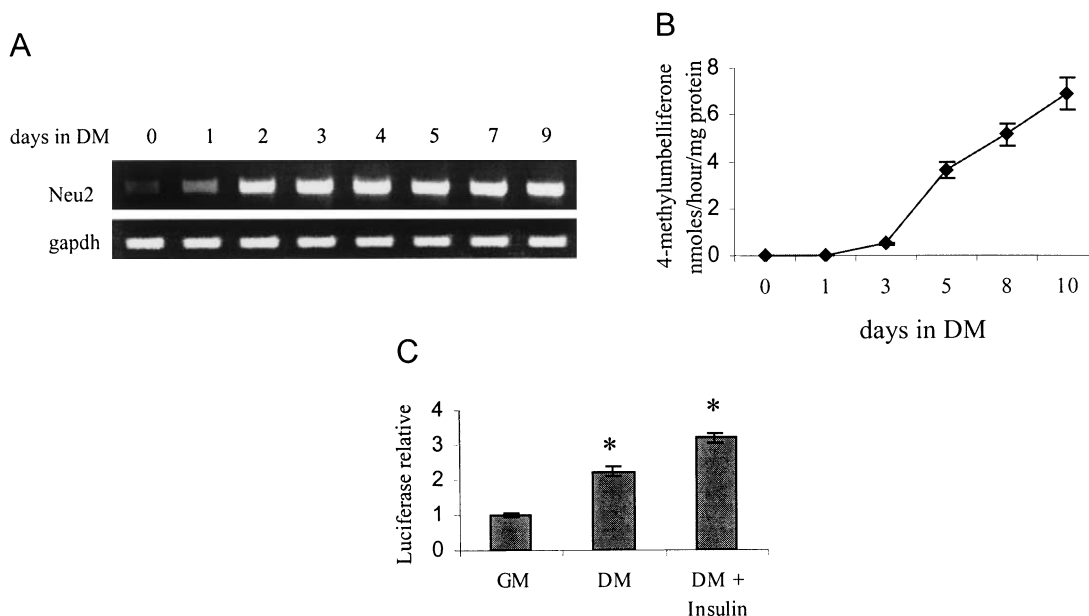 A
days in DM 0 1 2 3 4 5 7 9
Neu2
gapdh
B
4-methylumbelliferone
nmoles/hour/mg protein
8
6
4
2
0
0 1 3 5 8 10
days in DM
C
Luciferase relative
4
3
2
1
0
* *
GM DM DM +
Insulin